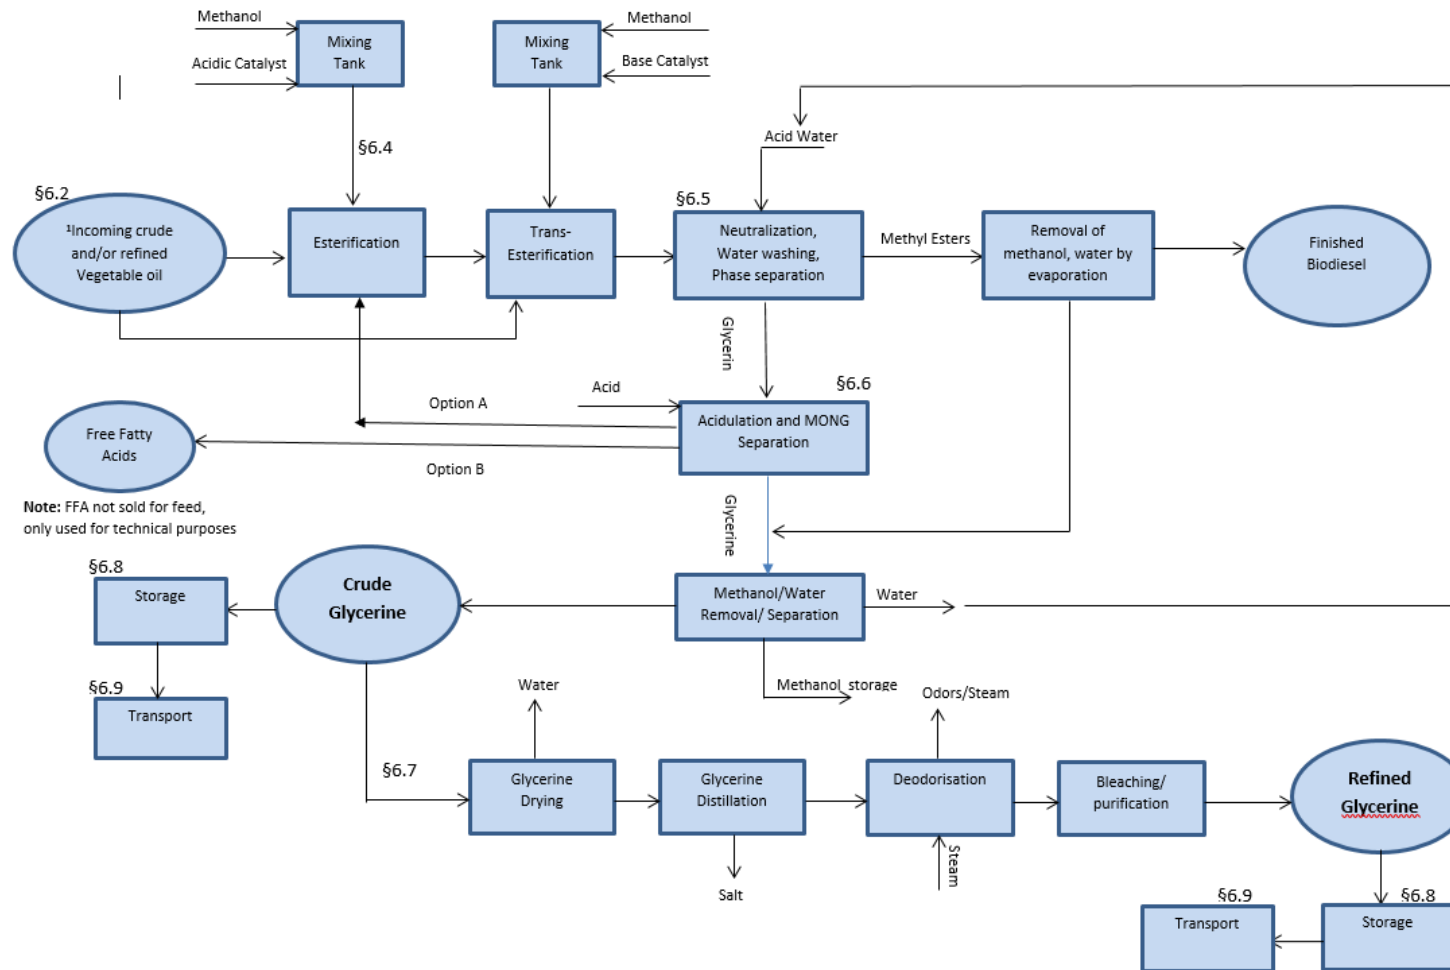 Methanol
Acidic Catalyst
Mixing
Tank
Mixing
Tank
Methanol
Base Catalyst
Acid Water
§6.4
§6.2
¹Incoming crude
and/or refined
Vegetable oil
Esterification
Trans-
Esterification
§6.5
Neutralization,
Water washing,
Phase separation
Methyl Esters
Removal of
methanol, water by
evaporation
Finished
Biodiesel
Glycerin
§6.6
Acid
Option A
Acidulation and MONG
Separation
Free Fatty
Acids
Option B
Note: FFA not sold for feed,
only used for technical purposes
Glycerine
§6.8
Storage
Crude
Glycerine
Methanol/Water
Removal/ Separation
Water
§6.9
Transport
Methanol storage
Water
Odors/Steam
§6.7
Glycerine
Drying
Glycerine
Distillation
Deodorisation
Bleaching/
purification
Refined
Glycerine
Steam
Salt
§6.9
§6.8
Transport
Storage